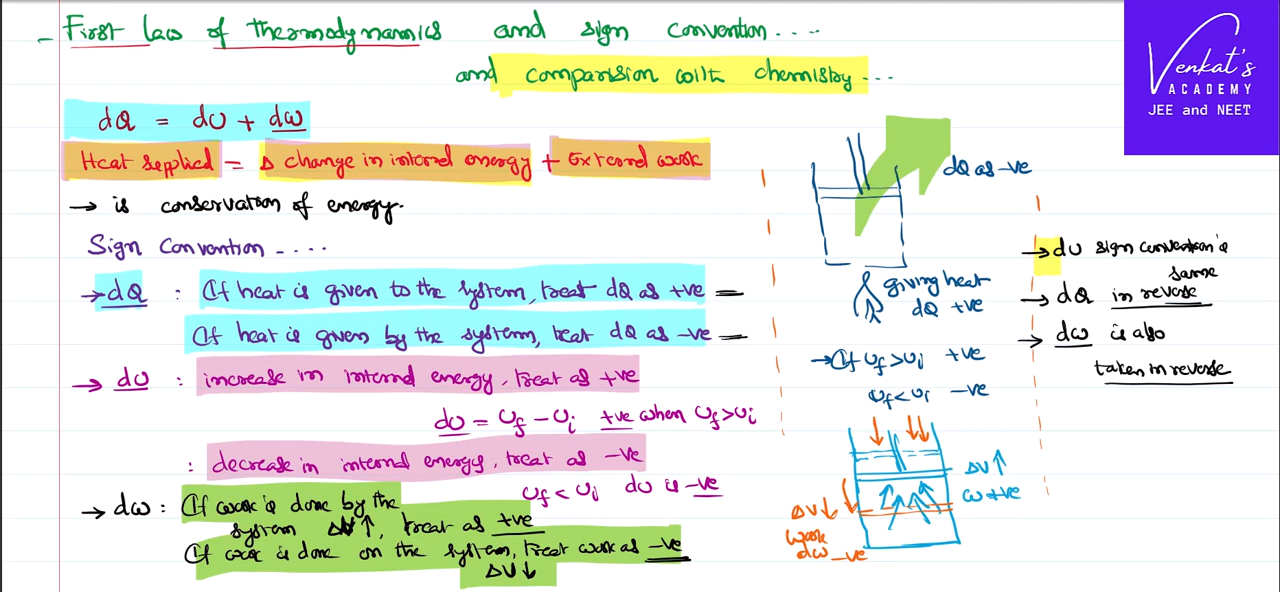 - First law of thermodynamics and sign convention....
and comparision with chemistry...
Venkat's
ACADEMY
JEE and NEET
dQ = dU + dω
Heat supplied = Δ change in internal energy + External work
→ is conservation of energy.
Sign Convention ....
→ dQ : If heat is given to the system, treat dQ as +ve
If heat is given by the system, treat dQ as -ve
→ dU : increase in internal energy, treat as +ve
dU = Uf - Ui +ve when Uf > Ui
: decrease in internal energy, treat as -ve
Uf < Ui dU is -ve
→ dω : If work is done by the
system ΔV↑, treat as +ve
If work is done on the system, treat work as -ve
ΔV↓
dQ as -ve
giving heat
dQ +ve
→ If Uf > Ui +ve
Uf < Ui -ve
ΔV↑
ω +ve
ΔV↓
work
dω -ve
→ dU sign convention is
same
→ dQ in reverse
→ dω is also
taken in reverse